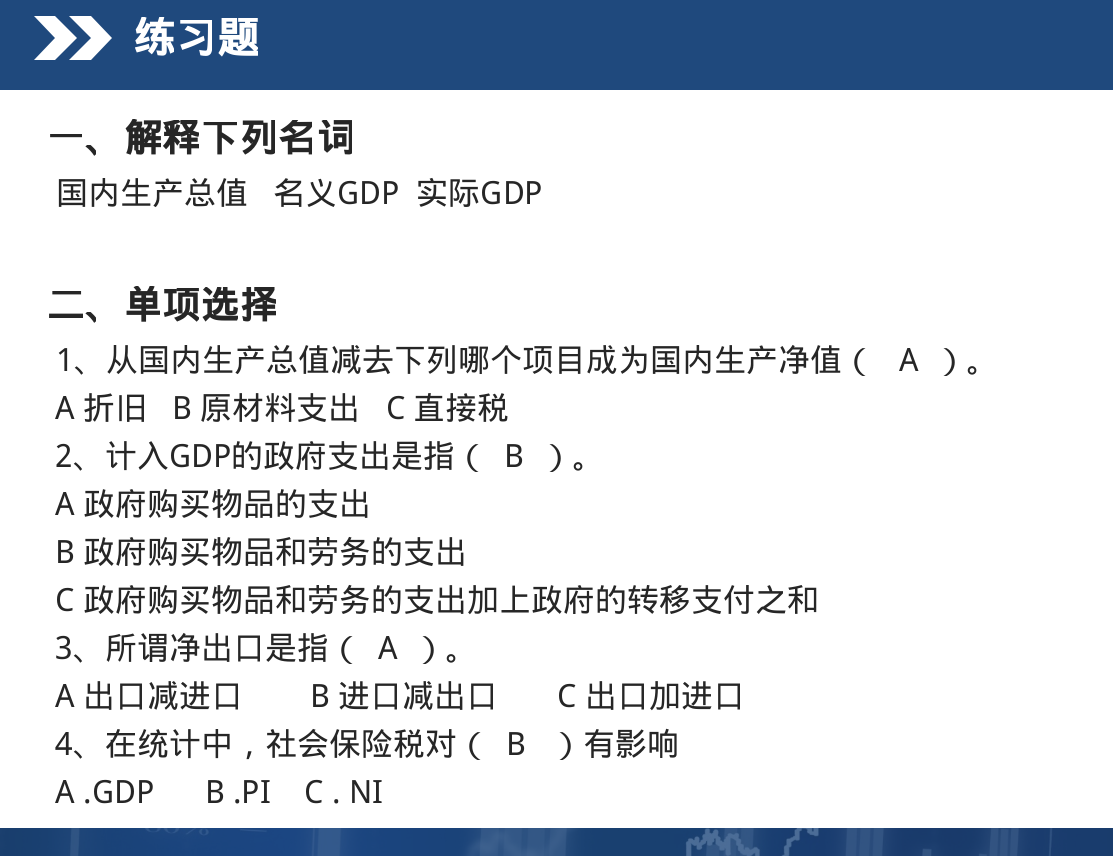 练习题
一、解释下列名词
国内生产总值 名义GDP 实际GDP
二、单项选择
1、从国内生产总值减去下列哪个项目成为国内生产净值（ A ）。
A 折旧 B 原材料支出 C 直接税
2、计入GDP的政府支出是指（ B ）。
A 政府购买物品的支出
B 政府购买物品和劳务的支出
C 政府购买物品和劳务的支出加上政府的转移支付之和
3、所谓净出口是指（ A ）。
A 出口减进口 B 进口减出口 C 出口加进口
4、在统计中，社会保险税对（ B ）有影响
A .GDP B .PI C . NI